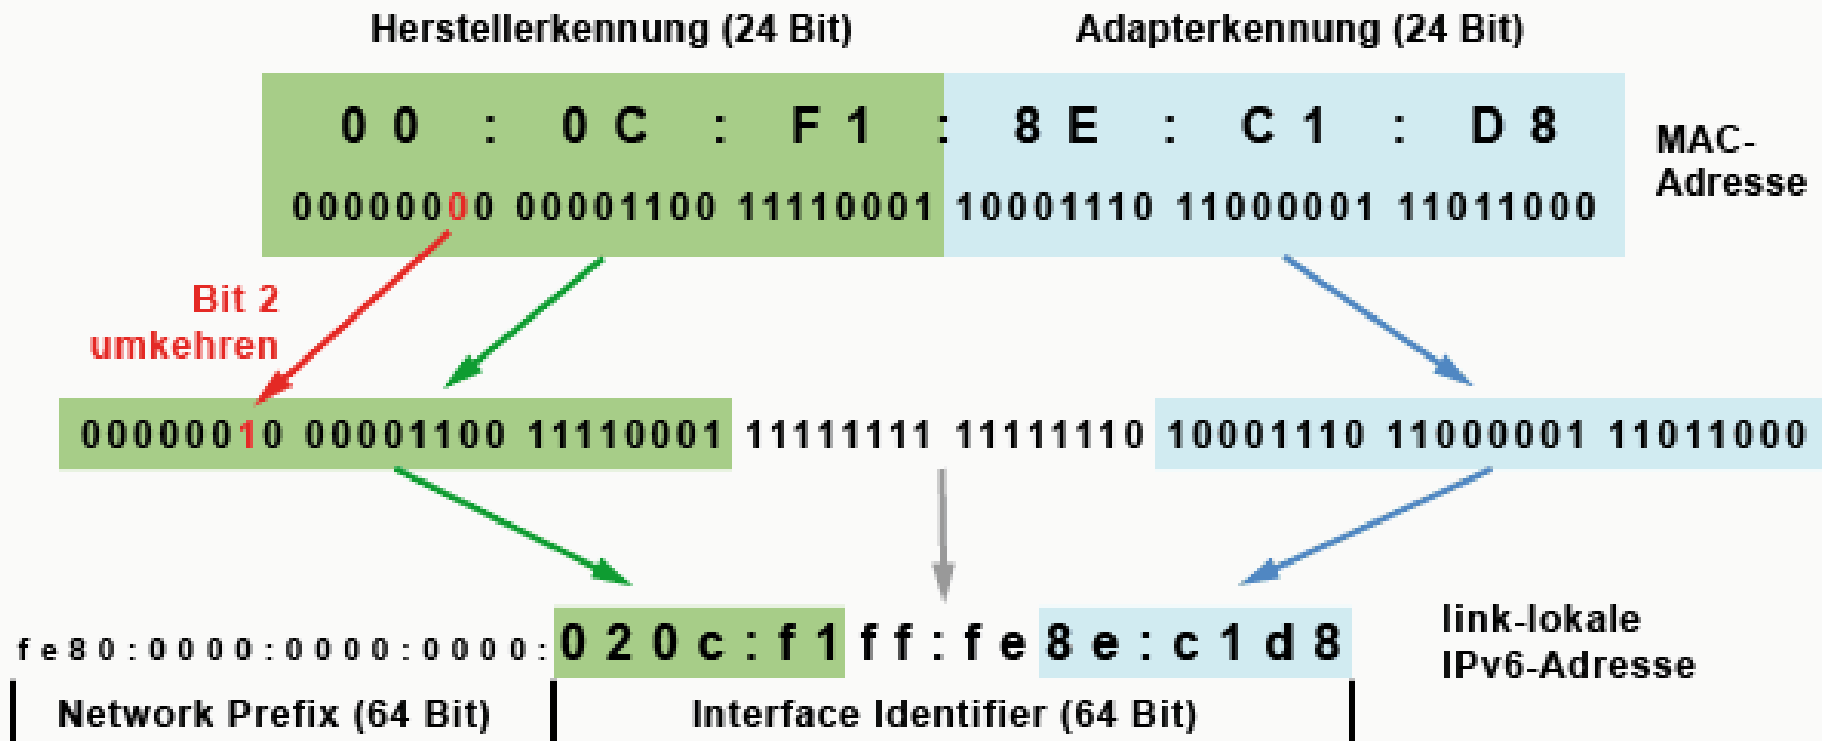 Herstellerkennung (24 Bit) Adapterkennung (24 Bit)
00 : 0C : F1 : 8E : C1 : D8
MAC-
Adresse
00000000 00001100 11110001 10001110 11000001 11011000
Bit 2
umkehren
00000010 00001100 11110001 11111111 11111110 10001110 11000001 11011000
fe80:0000:0000:0000:020c:f1ff:fe8e:c1d8
link-lokale
IPv6-Adresse
Network Prefix (64 Bit) Interface Identifier (64 Bit)